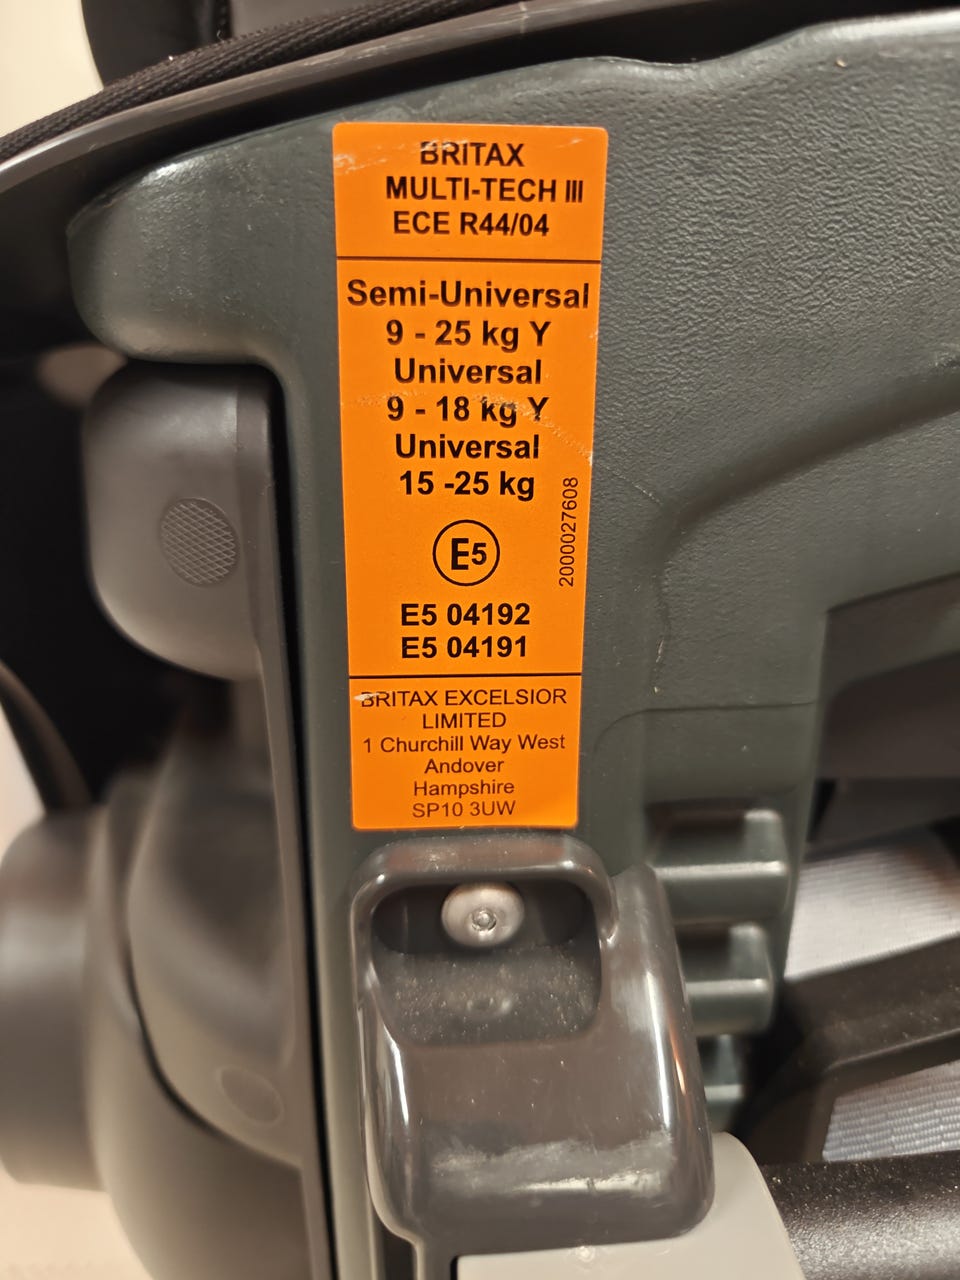 BRITAX
MULTI-TECH III
ECE R44/04
Semi-Universal
9 - 25 kg Y
Universal
9 - 18 kg Y
Universal
15 -25 kg
2000027608
E5
E5 04192
E5 04191
BRITAX EXCELSIOR
LIMITED
1 Churchill Way West
Andover
Hampshire
SP10 3UW